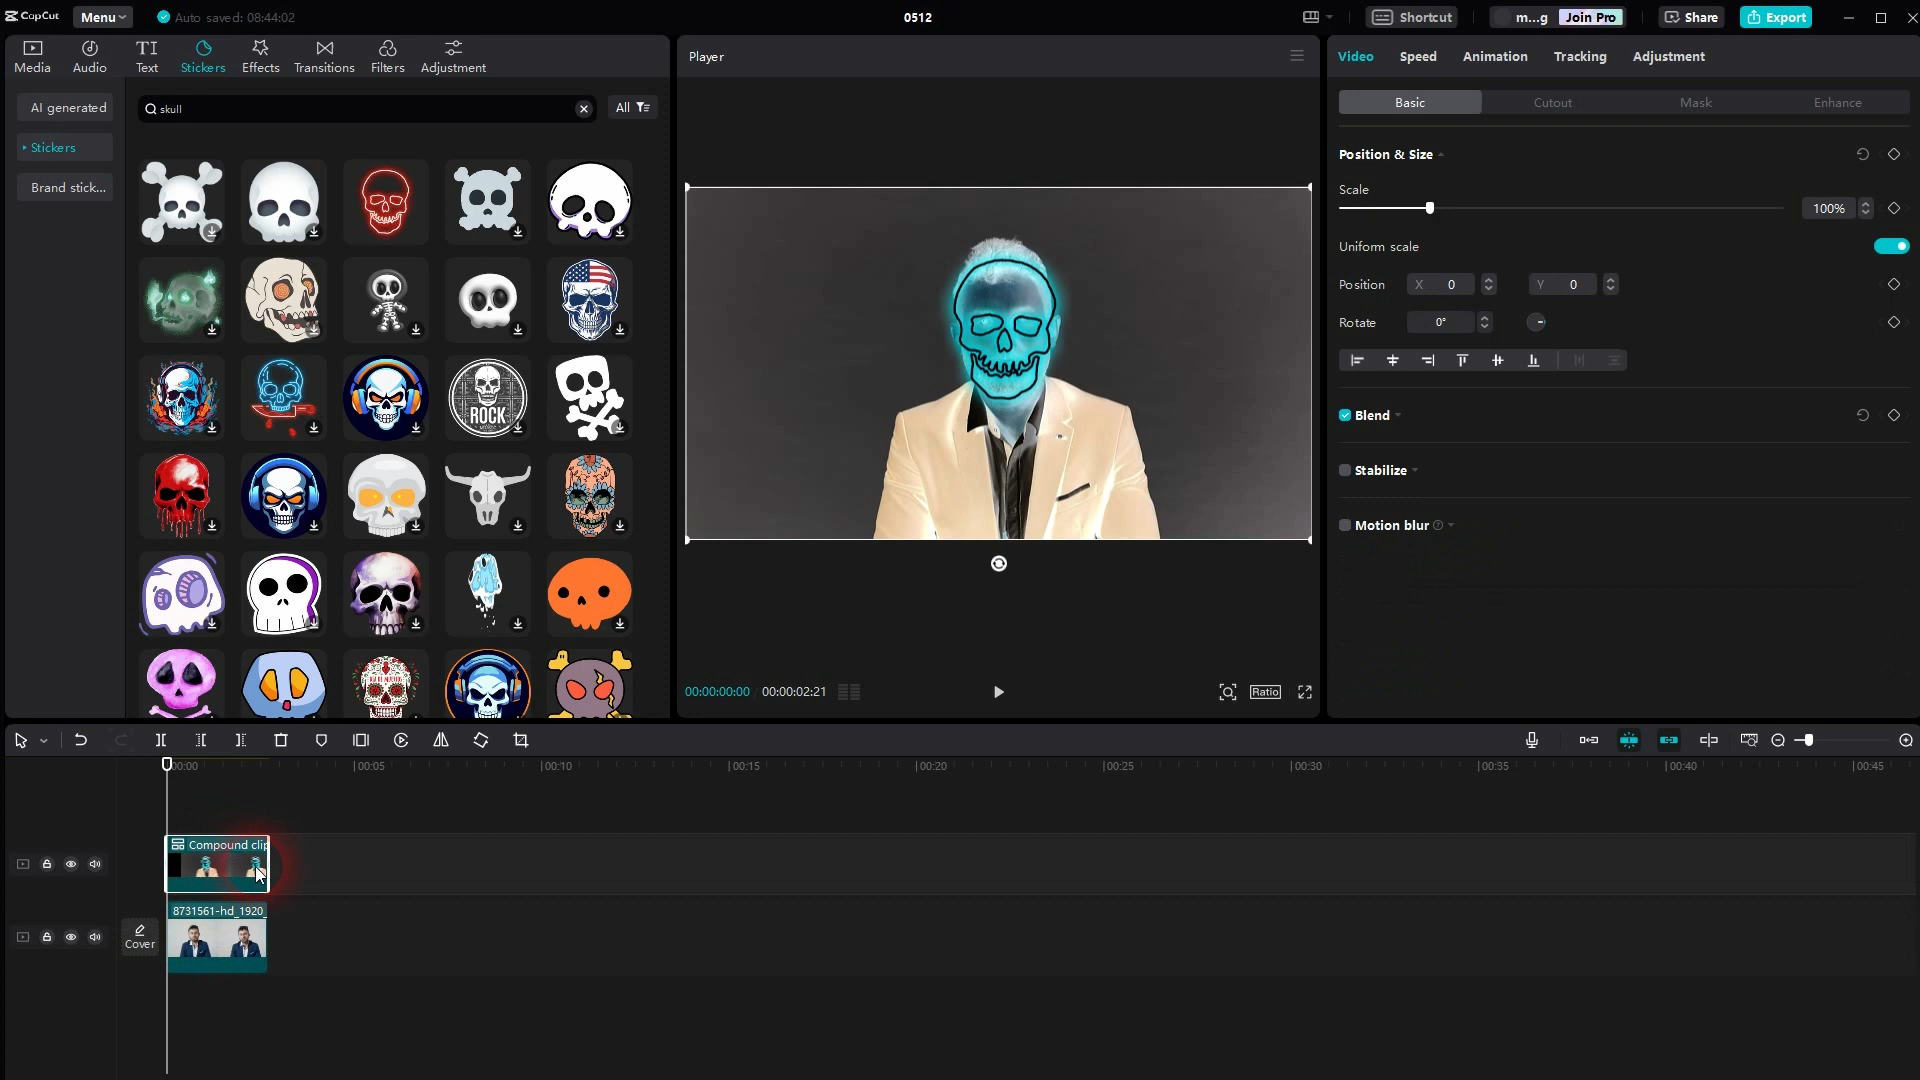 CapCut
Menu
Auto saved: 08:44:02
0512
Shortcut
m...g
Join Pro
Share
Export
Media
Audio
Text
Stickers
Effects
Transitions
Filters
Adjustment
AI generated
Stickers
Brand stick...
skull
All
ROCK
Player
00:00:00:00
00:00:02:21
Ratio
Video
Speed
Animation
Tracking
Adjustment
Basic
Cutout
Mask
Enhance
Position & Size
Scale
100%
Uniform scale
Position
X 0
Y 0
Rotate
0°
Blend
Stabilize
Motion blur
00:00
00:05
00:10
00:15
00:20
00:25
00:30
00:35
00:40
00:45
Compound clip
8731561-hd_1920_
Cover